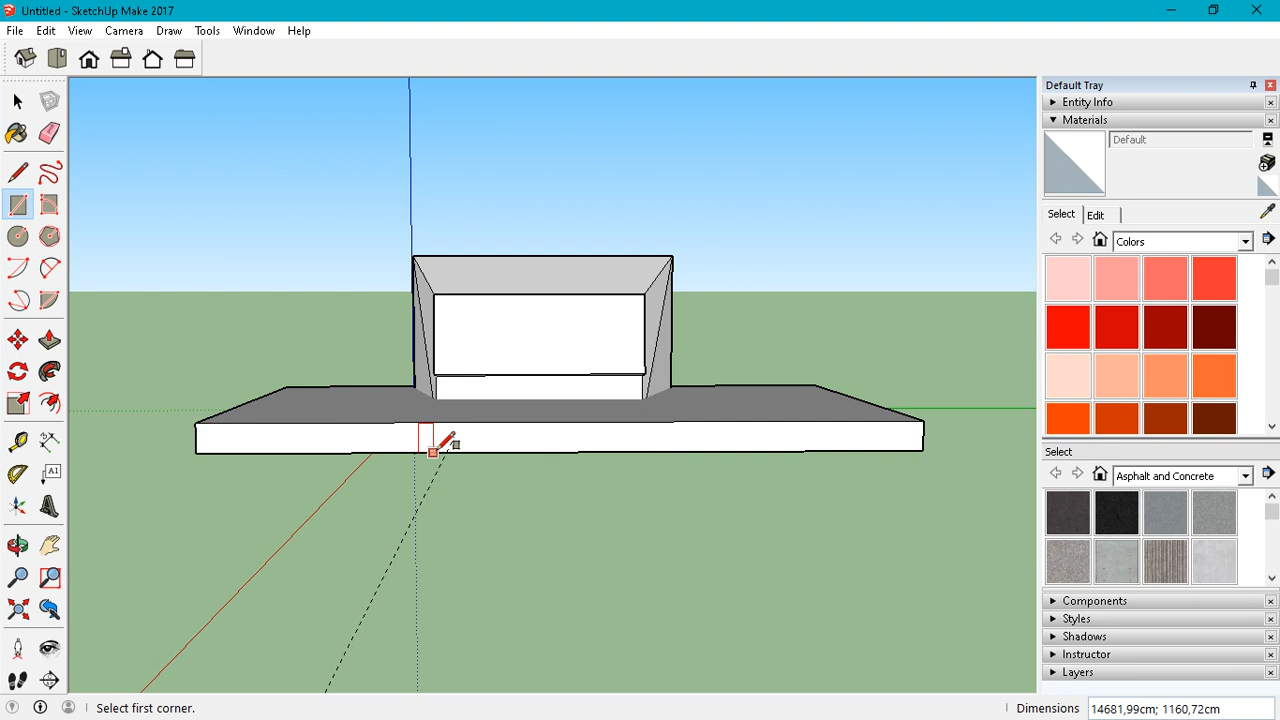 Untitled - SketchUp Make 2017
File Edit View Camera Draw Tools Window Help
Default Tray
Entity Info
Materials
Default
Select Edit
Colors
Select
Asphalt and Concrete
A1
Components
Styles
Shadows
Instructor
Layers
Select first corner.
Dimensions 14681,99cm; 1160,72cm